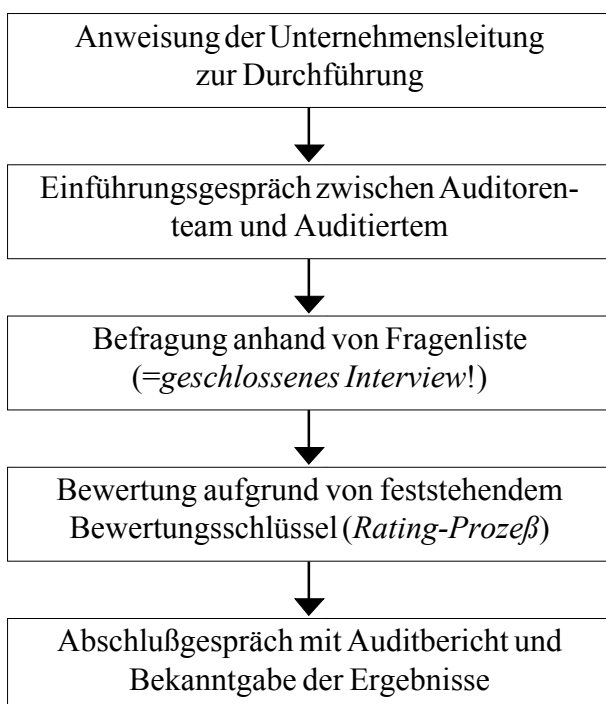 Anweisung der Unternehmensleitung
zur Durchführung
Einführungsgespräch zwischen Auditoren-
team und Auditiertem
Befragung anhand von Fragenliste
(=geschlossenes Interview!)
Bewertung aufgrund von feststehendem
Bewertungsschlüssel (Rating-Prozeß)
Abschlußgespräch mit Auditbericht und
Bekanntgabe der Ergebnisse